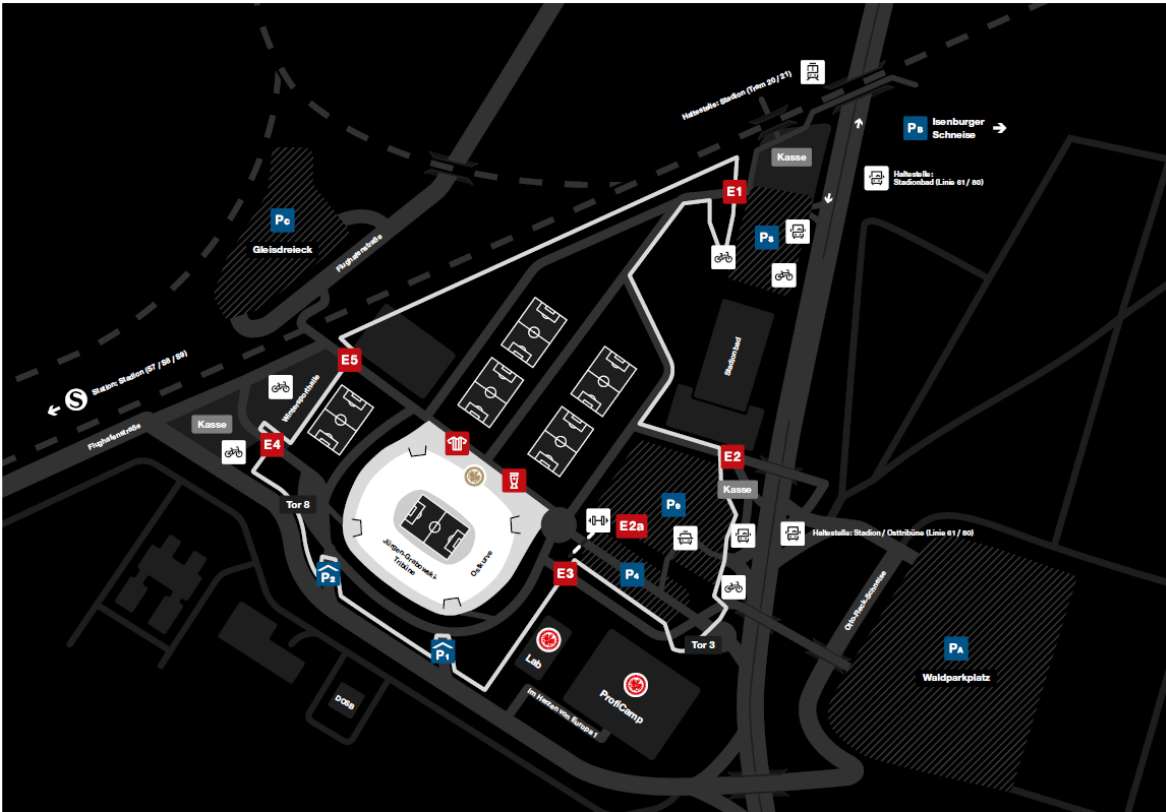 Haltestelle: Stadion (Tram 20 / 21)
PB
Isenburger
Schneise
Kasse
Haltestelle:
Stadionbad (Linie 61 / 80)
E1
PC
Gleisdreieck
P8
Flughafenstraße
Stadionbad
E5
Station: Stadion (S7 / S8 / S9)
S
Wintersporthalle
Kasse
Flughafenstraße
E4
E2
Kasse
Tor 8
P9
E2a
Haltestelle: Stadion / Osttribüne (Linie 61 / 80)
Jürgen-Grabowski-
Tribüne
Ostkurve
E3
P4
P2
Otto-Fleck-Schneise
Tor 3
P1
PA
Waldparkplatz
Lab
ProfiCamp
DOSB
Im Herzen von Europa 1